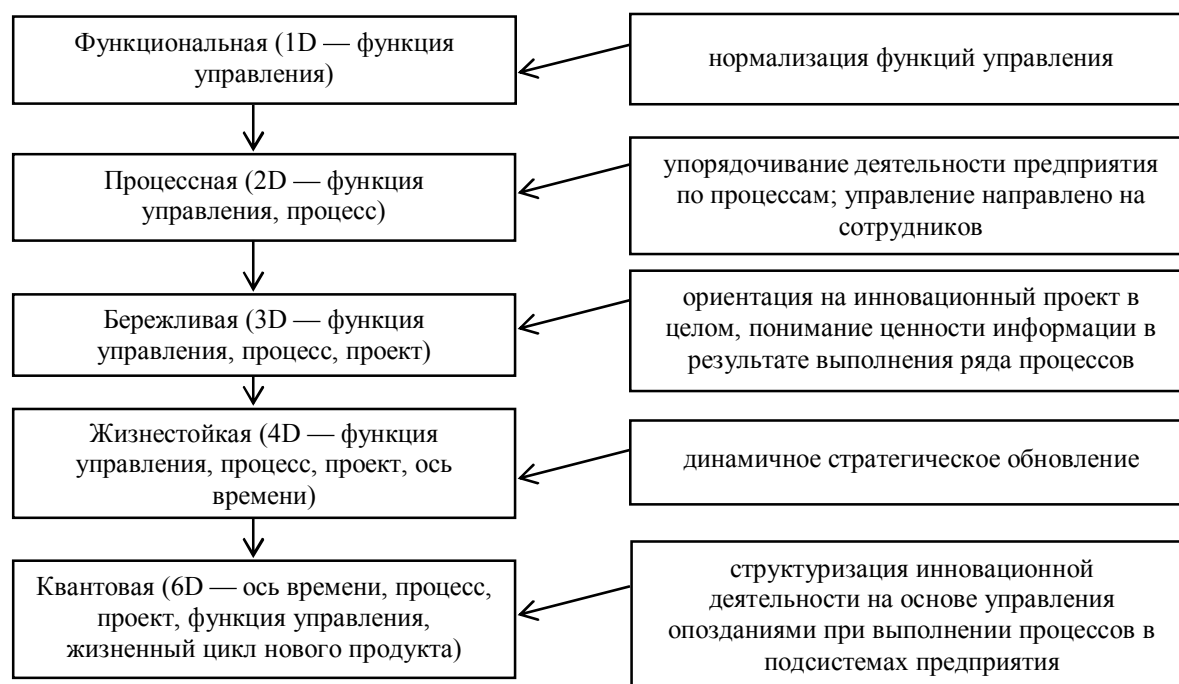 Функциональная (1D — функция
управления)
нормализация функций управления
Процессная (2D — функция
управления, процесс)
упорядочивание деятельности предприятия
по процессам; управление направлено на
сотрудников
Бережливая (3D — функция
управления, процесс, проект)
ориентация на инновационный проект в
целом, понимание ценности информации в
результате выполнения ряда процессов
Жизнестойкая (4D — функция
управления, процесс, проект, ось
времени)
динамичное стратегическое обновление
Квантовая (6D — ось времени, процесс,
проект, функция управления,
жизненный цикл нового продукта)
структуризация инновационной
деятельности на основе управления
опозданиями при выполнении процессов в
подсистемах предприятия